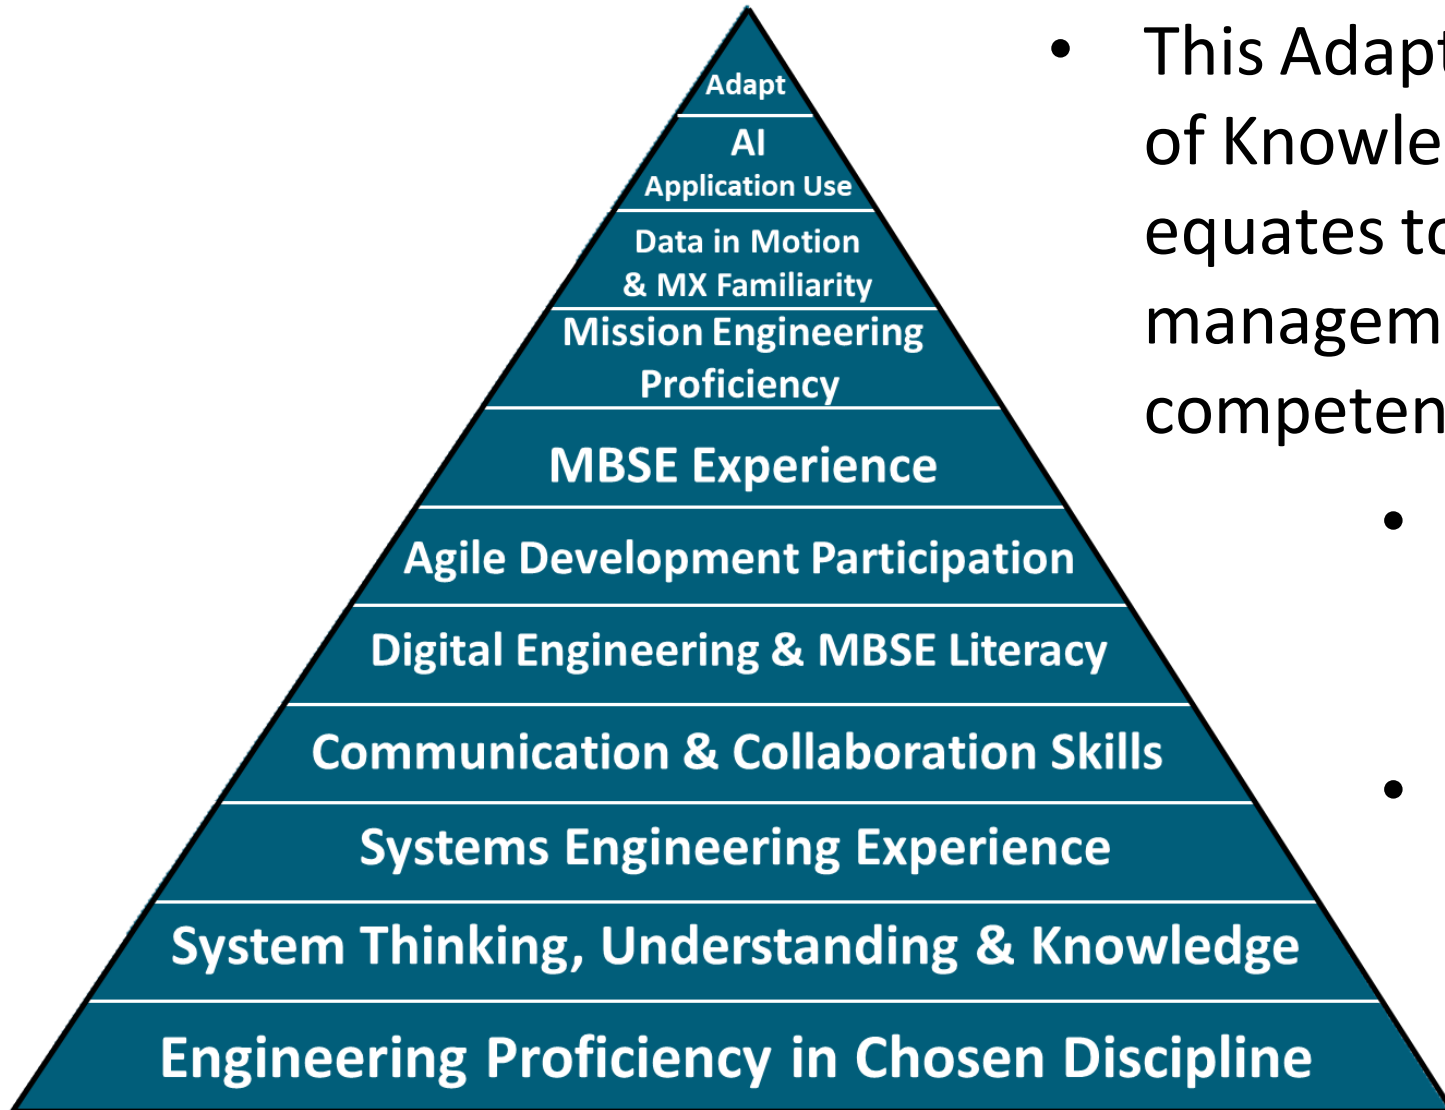 Adapt
AI
Application Use
Data in Motion
& MX Familiarity
Mission Engineering
Proficiency
MBSE Experience
Agile Development Participation
Digital Engineering & MBSE Literacy
Communication & Collaboration Skills
Systems Engineering Experience
System Thinking, Understanding & Knowledge
Engineering Proficiency in Chosen Discipline
• This Adapt
of Knowle
equates to
managem
competen
•
•